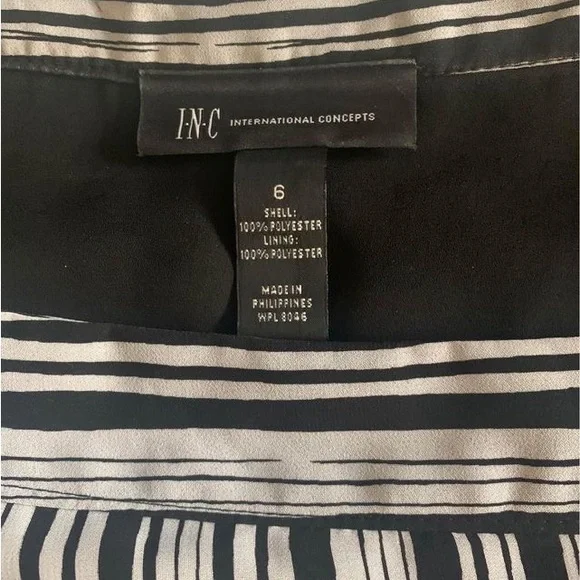 I·N·C INTERNATIONAL CONCEPTS
6
SHELL:
100% POLYESTER
LINING:
100% POLYESTER
MADE IN
PHILIPPINES
WPL 8046